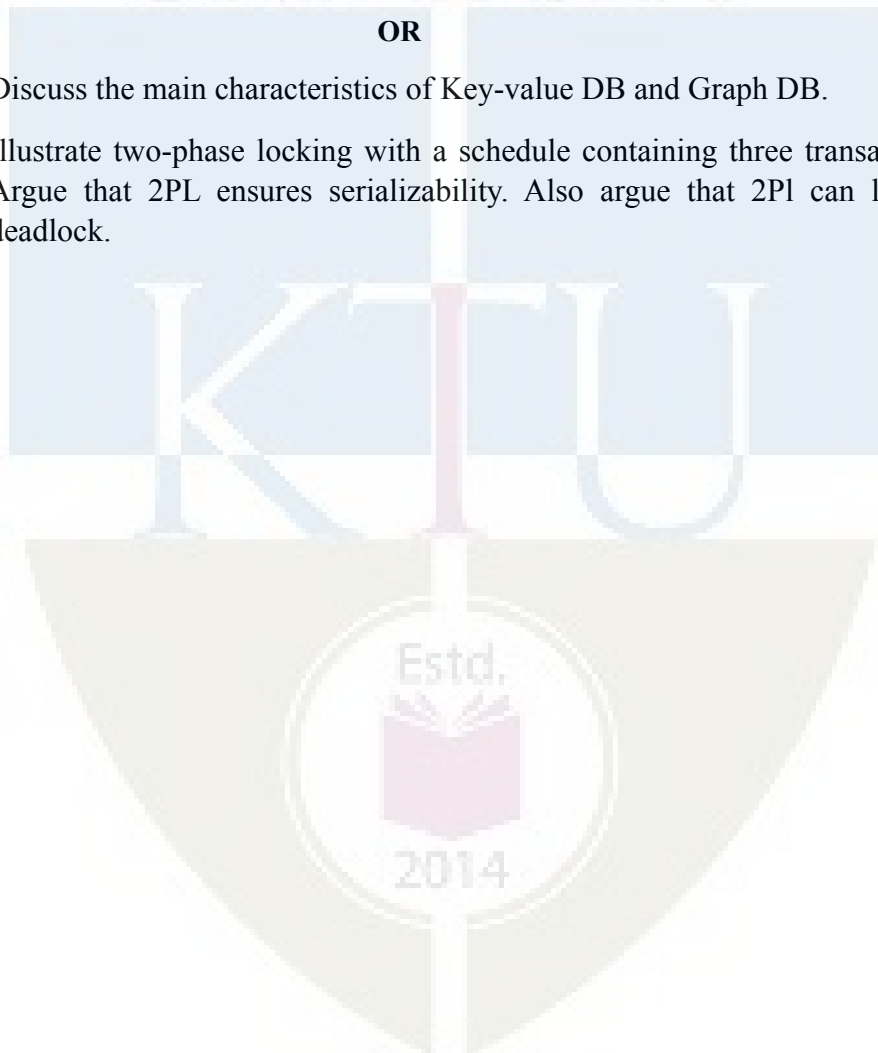 OR
Discuss the main characteristics of Key-value DB and Graph DB.
llustrate two-phase locking with a schedule containing three transa
Argue that 2PL ensures serializability. Also argue that 2Pl can l
deadlock.
KTU
Estd.
2014